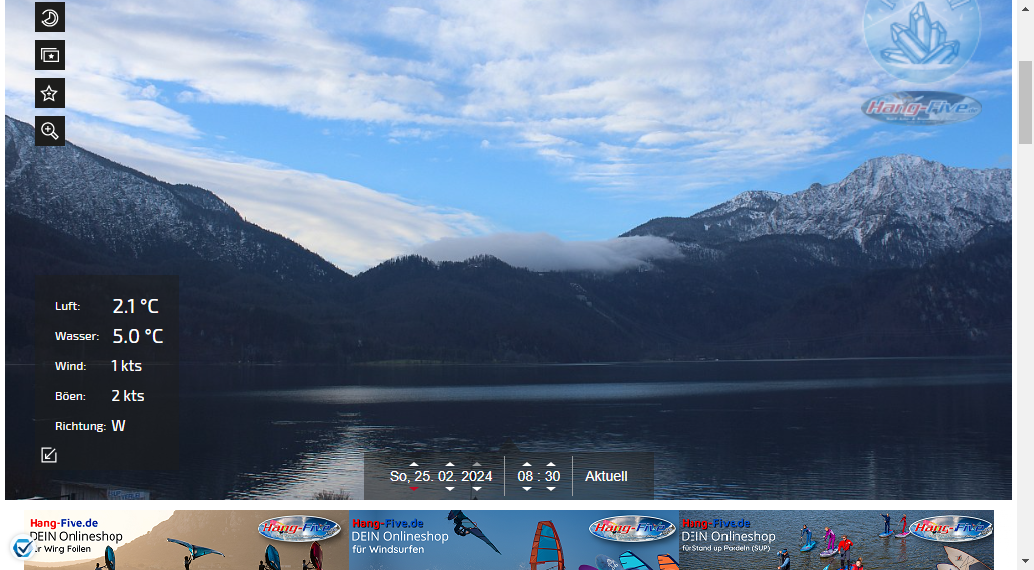 Hang-Five.de
Luft: 2.1 °C
Wasser: 5.0 °C
Wind: 1 kts
Böen: 2 kts
Richtung: W
So, 25. 02. 2024 08 : 30 Aktuell
Hang-Five.de
DEIN Onlineshop
für Wing Foilen
Hang-Five
Hang-Five.de
DEIN Onlineshop
für Windsurfen
Hang-Five
Hang-Five.de
DEIN Onlineshop
für Stand up Paddeln (SUP)
Hang-Five